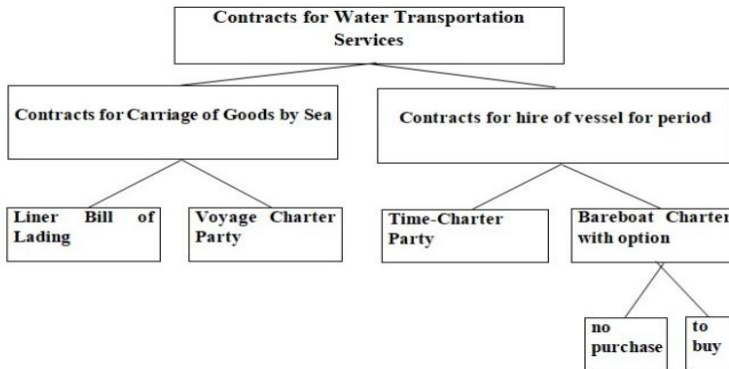 Contracts for Water Transportation
Services
Contracts for Carriage of Goods by Sea
Contracts for hire of vessel for period
Liner Bill of
Lading
Voyage Charter
Party
Time-Charter
Party
Bareboat Charter
with option
no
purchase
to
buy